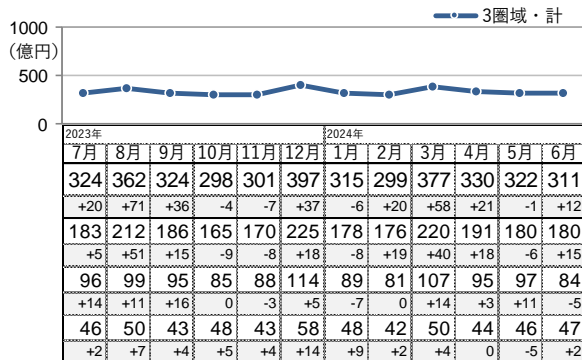 3圏域・計
1000
(億円)
500
0
2023年 2024年
7月 8月 9月 10月 11月 12月 1月 2月 3月 4月 5月 6月
324 362 324 298 301 397 315 299 377 330 322 311
+20 +71 +36 -4 -7 +37 -6 +20 +58 +21 -1 +12
183 212 186 165 170 225 178 176 220 191 180 180
+5 +51 +15 -9 -8 +18 -8 +19 +40 +18 -6 +15
96 99 95 85 88 114 89 81 107 95 97 84
+14 +11 +16 0 -3 +5 -7 0 +14 +3 +11 -5
46 50 43 48 43 58 48 42 50 44 46 47
+2 +7 +4 +5 +4 +14 +9 +2 +4 0 -5 +2